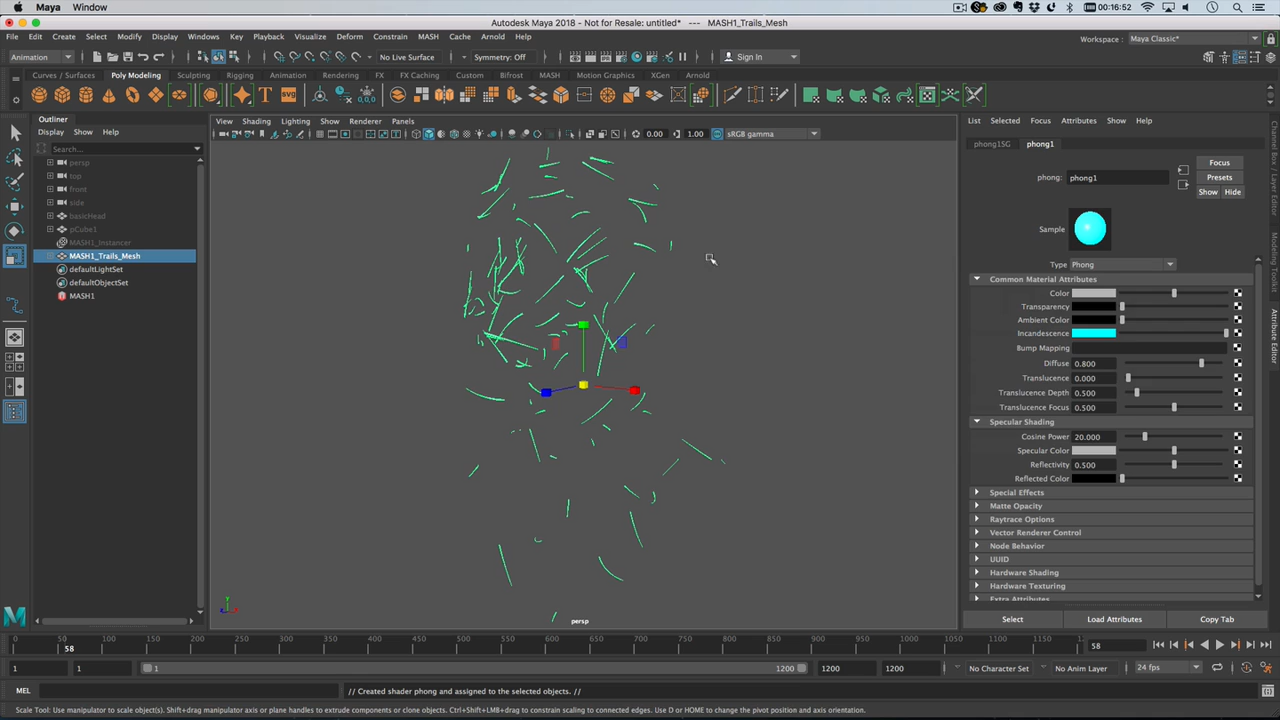 Maya Window 00:16:52
Autodesk Maya 2018 - Not for Resale: untitled* --- MASH1_Trails_Mesh
File Edit Create Select Modify Display Windows Key Playback Visualize Deform Constrain MASH Cache Arnold Help
Workspace : Maya Classic*
Animation No Live Surface Symmetry: Off Sign In
Curves / Surfaces Poly Modeling Sculpting Rigging Animation Rendering FX FX Caching Custom Bifrost MASH Motion Graphics XGen Arnold
Outliner
Display Show Help
Search...
persp
top
front
side
basicHead
pCube1
MASH1_Instancer
MASH1_Trails_Mesh
defaultLightSet
defaultObjectSet
MASH1
View Shading Lighting Show Renderer Panels
0.00 1.00 sRGB gamma
persp
List Selected Focus Attributes Show Help
phong1SG phong1
Focus
phong: phong1 Presets
Show Hide
Sample
Type Phong
Common Material Attributes
Color
Transparency
Ambient Color
Incandescence
Bump Mapping
Diffuse 0.800
Translucence 0.000
Translucence Depth 0.500
Translucence Focus 0.500
Specular Shading
Cosine Power 20.000
Specular Color
Reflectivity 0.500
Reflected Color
Special Effects
Matte Opacity
Raytrace Options
Vector Renderer Control
Node Behavior
UUID
Hardware Shading
Hardware Texturing
Extra Attributes
Select Load Attributes Copy Tab
Channel Box / Layer Editor
Modeling Toolkit
Attribute Editor
0 50 100 150 200 250 300 350 400 450 500 550 600 650 700 750 800 850 900 950 1000 1050 1100
58 58
1 1 1 1200 1200 1200 No Character Set No Anim Layer 24 fps
MEL // Created shader phong and assigned to the selected objects. //
Scale Tool: Use manipulator to scale object(s). Shift+drag manipulator axis or plane handles to extrude components or clone objects. Ctrl+Shift+LMB+drag to constrain scaling to connected edges. Use D or HOME to change the pivot position and axis orientation.